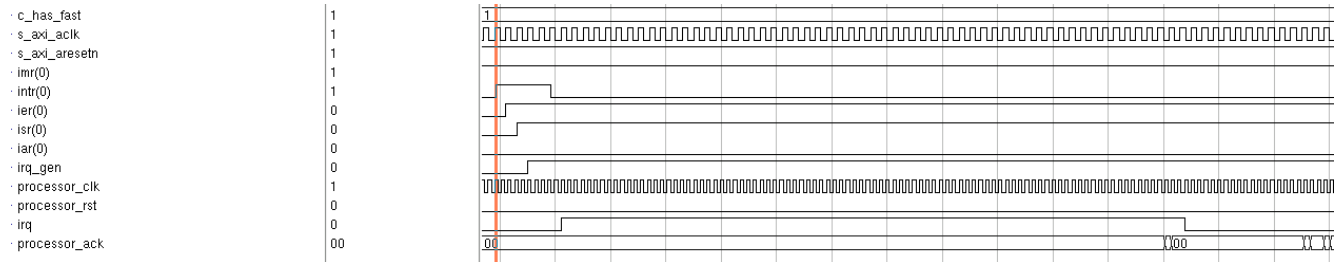 c_has_fast 1 1
s_axi_aclk 1
s_axi_aresetn 1
imr(0) 1
intr(0) 1
ier(0) 0
isr(0) 0
iar(0) 0
irq_gen 0
processor_clk 1
processor_rst 0
irq 0
processor_ack 00 00 00